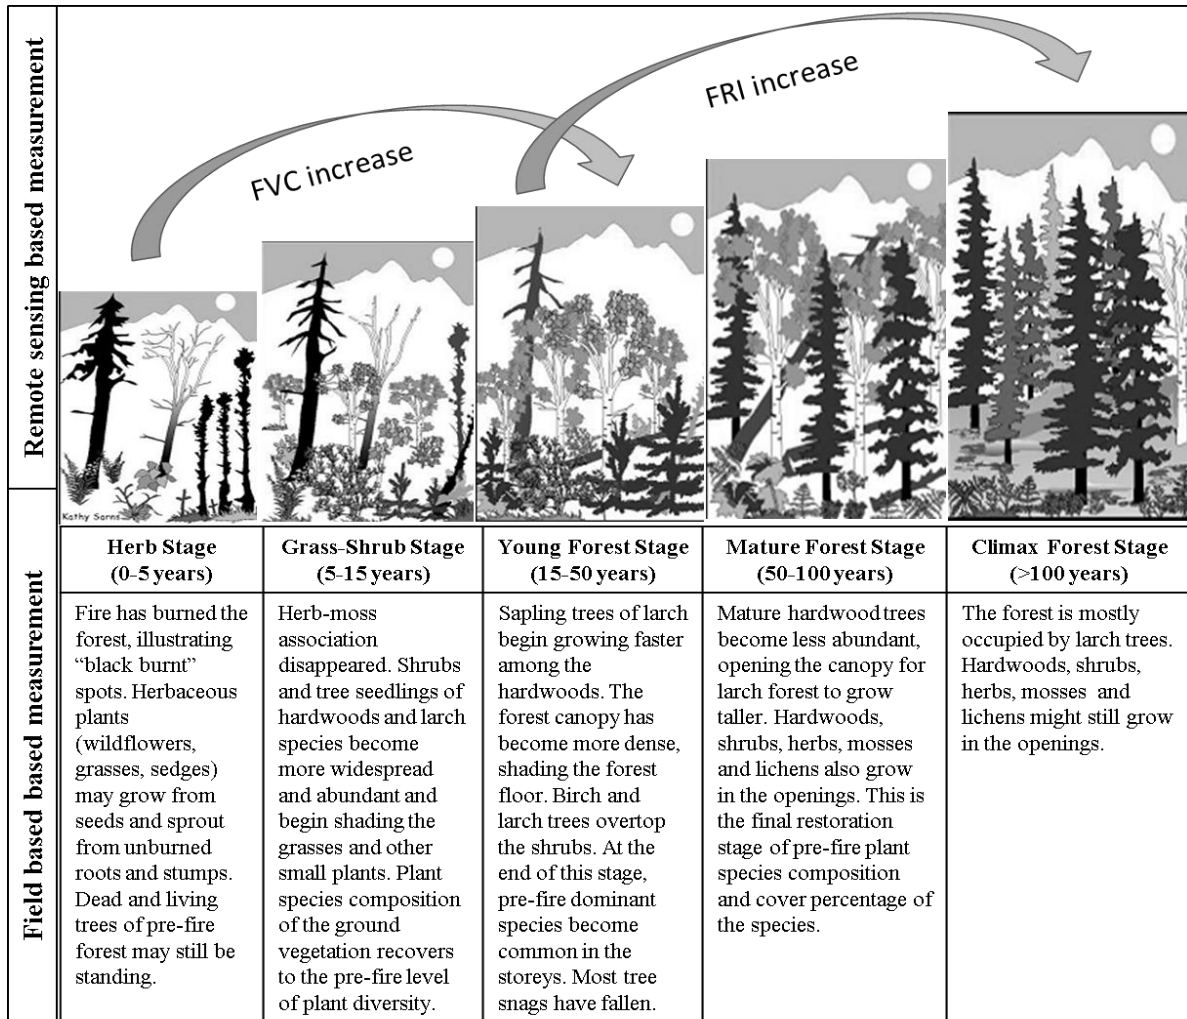 Remote sensing based measurement
FVC increase
FRI increase
Kathy Sarns
Field based measurement
Herb Stage
(0-5 years)
Fire has burned the
forest, illustrating
“black burnt”
spots. Herbaceous
plants
(wildflowers,
grasses, sedges)
may grow from
seeds and sprout
from unburned
roots and stumps.
Dead and living
trees of pre-fire
forest may still be
standing.
Grass-Shrub Stage
(5-15 years)
Herb-moss
association
disappeared. Shrubs
and tree seedlings of
hardwoods and larch
species become
more widespread
and abundant and
begin shading the
grasses and other
small plants. Plant
species composition
of the ground
vegetation recovers
to the pre-fire level
of plant diversity.
Young Forest Stage
(15-50 years)
Sapling trees of larch
begin growing faster
among the
hardwoods. The
forest canopy has
become more dense,
shading the forest
floor. Birch and
larch trees overtop
the shrubs. At the
end of this stage,
pre-fire dominant
species become
common in the
storeys. Most tree
snags have fallen.
Mature Forest Stage
(50-100 years)
Mature hardwood trees
become less abundant,
opening the canopy for
larch forest to grow
taller. Hardwoods,
shrubs, herbs, mosses
and lichens also grow
in the openings. This is
the final restoration
stage of pre-fire plant
species composition
and cover percentage of
the species.
Climax Forest Stage
(>100 years)
The forest is mostly
occupied by larch trees.
Hardwoods, shrubs,
herbs, mosses and
lichens might still grow
in the openings.